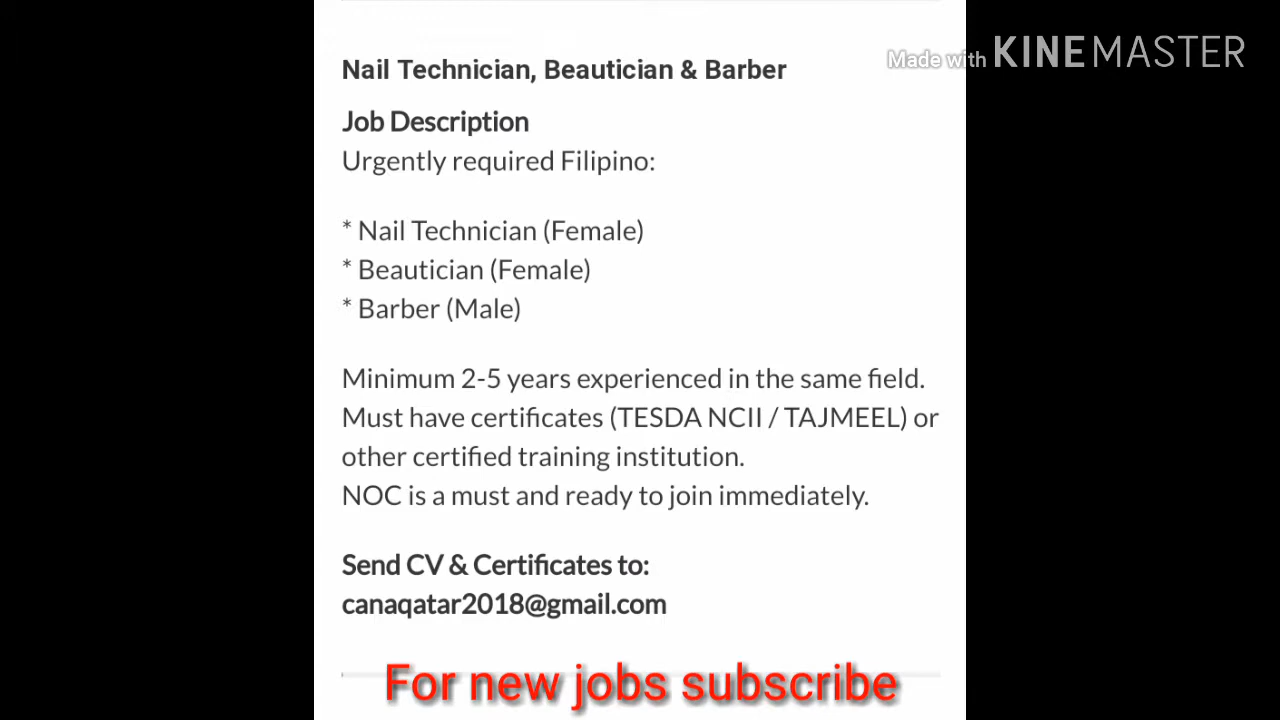 Made with KINEMASTER
Nail Technician, Beautician & Barber
Job Description
Urgently required Filipino:
* Nail Technician (Female)
* Beautician (Female)
* Barber (Male)
Minimum 2-5 years experienced in the same field.
Must have certificates (TESDA NCII / TAJMEEL) or
other certified training institution.
NOC is a must and ready to join immediately.
Send CV & Certificates to:
canaqatar2018@gmail.com
For new jobs subscribe